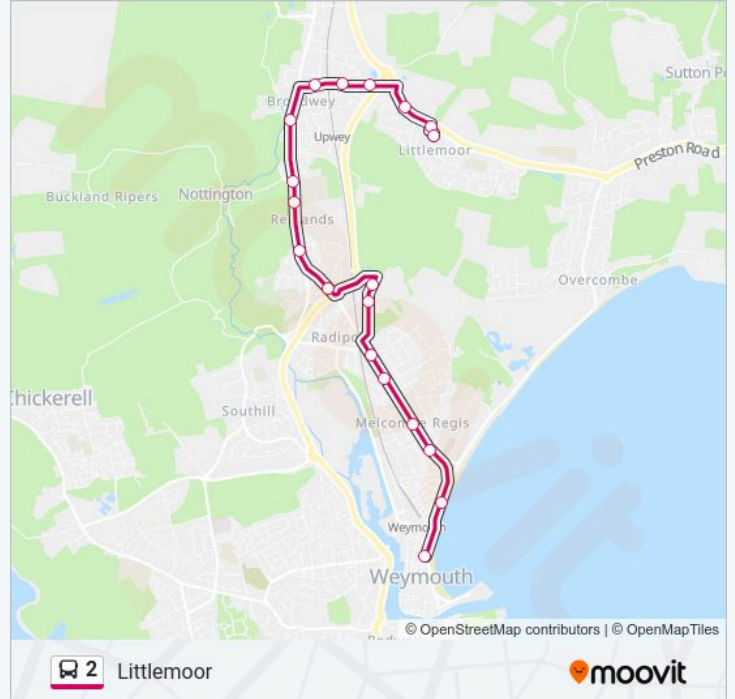 Sutton Po
Broadwey
Upwey
Littlemoor
Preston Road
Buckland Ripers
Nottington
Redlands
Overcombe
Radipo
Chickerell
Southill
Melcombe Regis
Weymouth
Weymouth
© OpenStreetMap contributors | © OpenMapTiles
2 Littlemoor
moovit